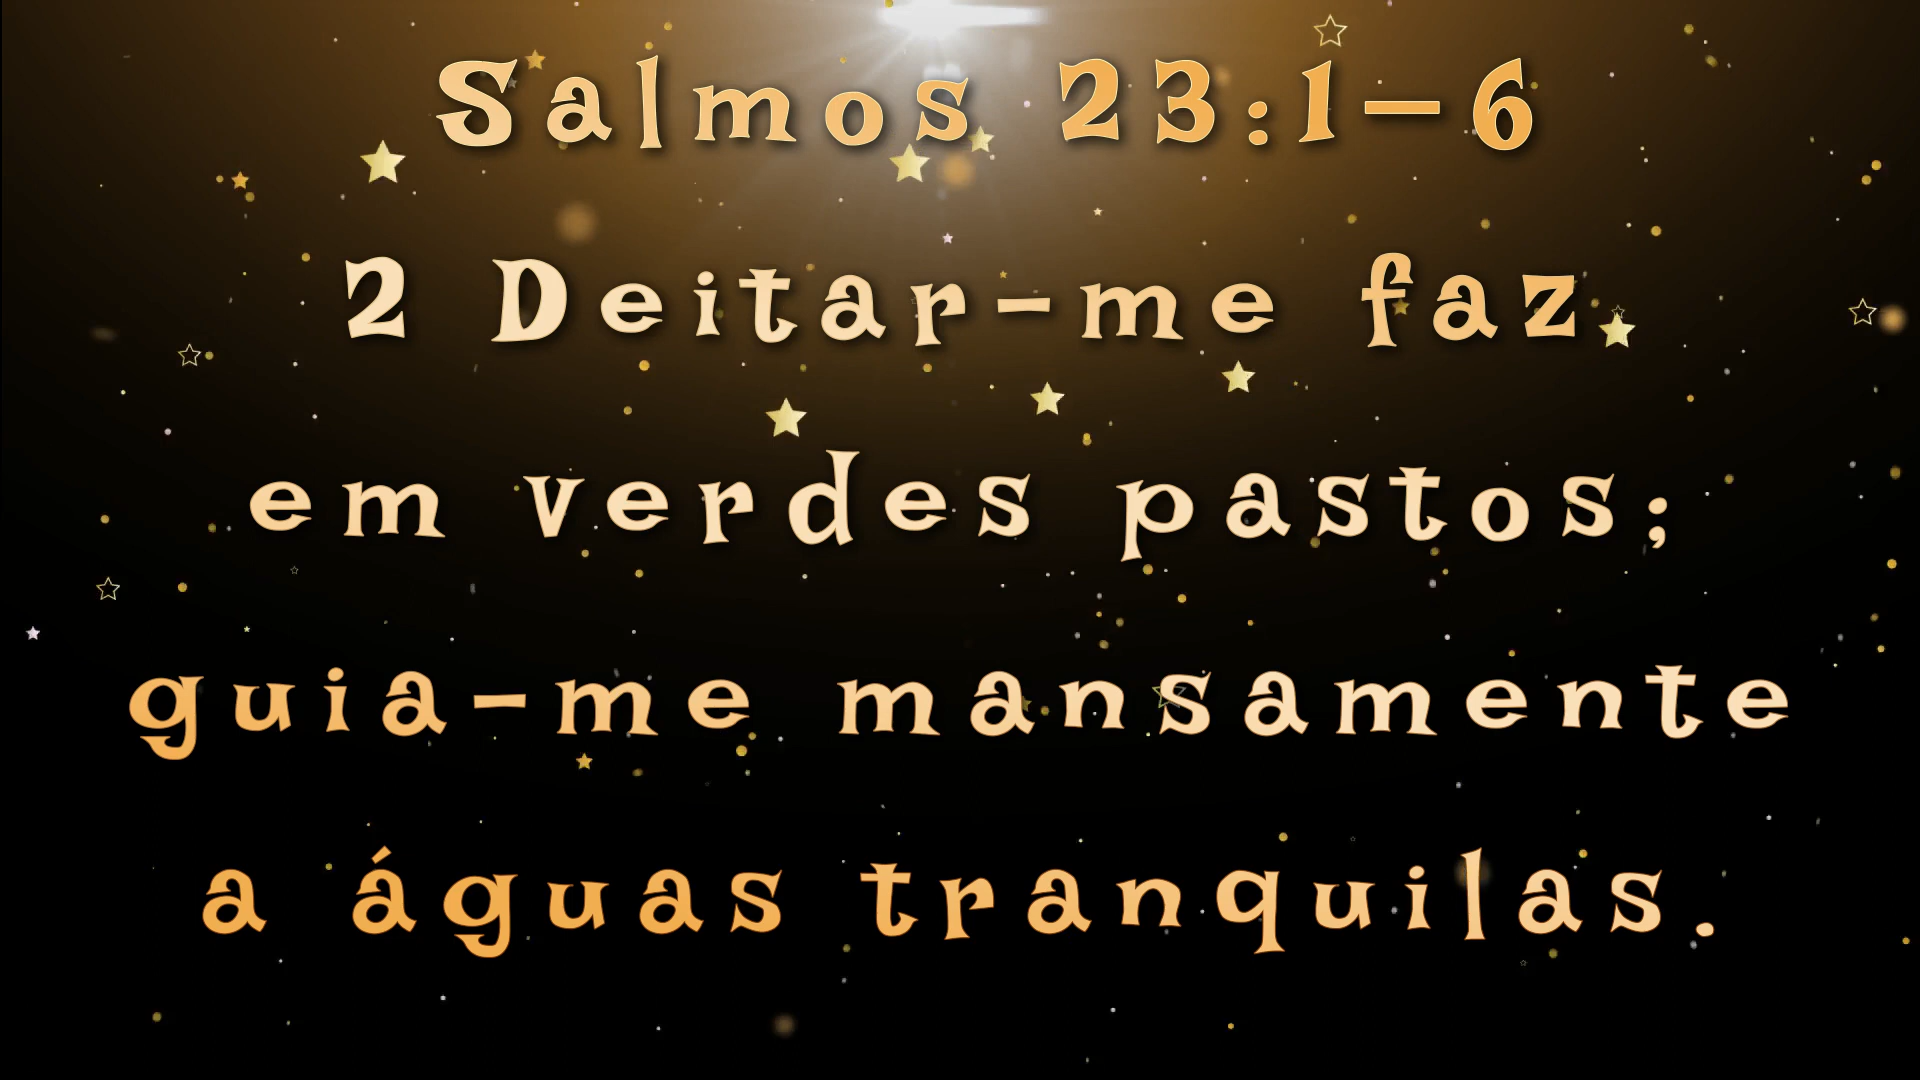 Salmos 23:1-6
2 Deitar-me faz
em verdes pastos;
guia-me mansamente
a águas tranquilas.